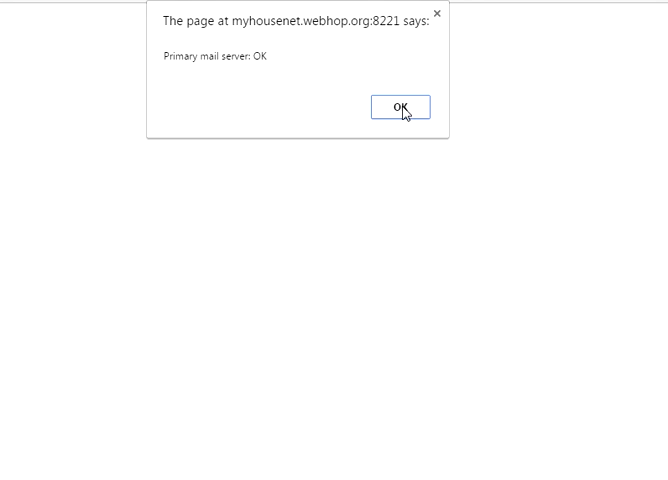 The page at myhousenet.webhop.org:8221 says:
Primary mail server: OK
OK